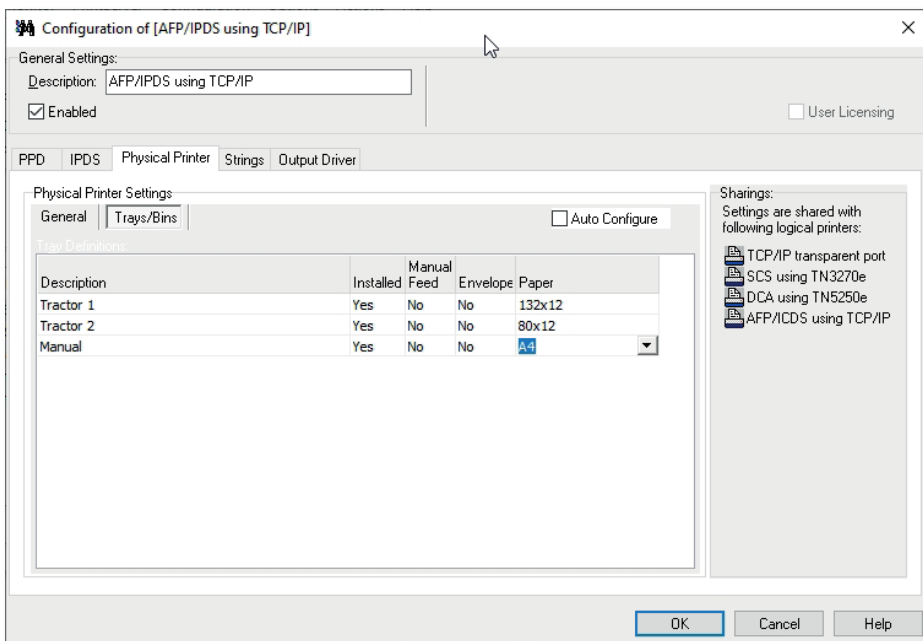 Configuration of [AFP/IPDS using TCP/IP]
General Settings:
Description: AFP/IPDS using TCP/IP
Enabled
User Licensing
PPD IPDS Physical Printer Strings Output Driver
Physical Printer Settings
General Trays/Bins Auto Configure
Tray Definitions:
Description Installed Manual Feed Envelope Paper
Tractor 1 Yes No No 132x12
Tractor 2 Yes No No 80x12
Manual Yes No No A4
Sharings:
Settings are shared with
following logical printers:
TCP/IP transparent port
SCS using TN3270e
DCA using TN5250e
AFP/ICDS using TCP/IP
OK Cancel Help